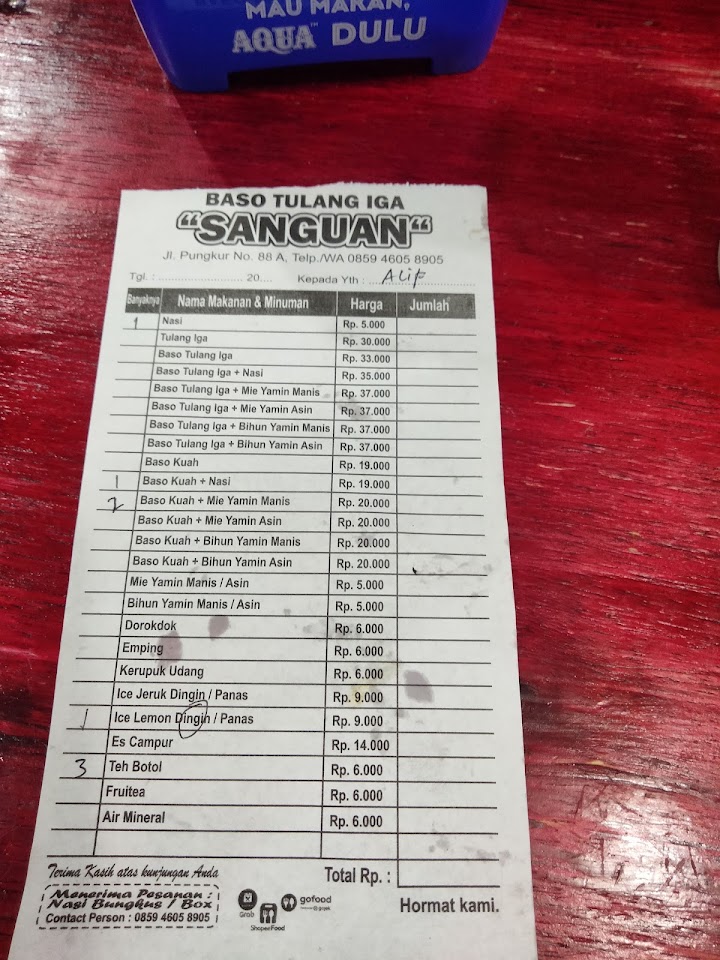 MAU MAKAN,
AQUA™ DULU
BASO TULANG IGA
"SANGUAN"
Jl. Pungkur No. 88 A, Telp./WA 0859 4605 8905
Tgl. : ........................ 20.... Kepada Yth : ....Alif....
Banyaknya Nama Makanan & Minuman Harga Jumlah
1 Nasi Rp. 5.000
Tulang Iga Rp. 30.000
Baso Tulang Iga Rp. 33.000
Baso Tulang Iga + Nasi Rp. 35.000
Baso Tulang Iga + Mie Yamin Manis Rp. 37.000
Baso Tulang Iga + Mie Yamin Asin Rp. 37.000
Baso Tulang Iga + Bihun Yamin Manis Rp. 37.000
Baso Tulang Iga + Bihun Yamin Asin Rp. 37.000
Baso Kuah Rp. 19.000
1 Baso Kuah + Nasi Rp. 19.000
2 Baso Kuah + Mie Yamin Manis Rp. 20.000
Baso Kuah + Mie Yamin Asin Rp. 20.000
Baso Kuah + Bihun Yamin Manis Rp. 20.000
Baso Kuah + Bihun Yamin Asin Rp. 20.000
Mie Yamin Manis / Asin Rp. 5.000
Bihun Yamin Manis / Asin Rp. 5.000
Dorokdok Rp. 6.000
Emping Rp. 6.000
Kerupuk Udang Rp. 6.000
Ice Jeruk Dingin / Panas Rp. 9.000
1 Ice Lemon Dingin / Panas Rp. 9.000
Es Campur Rp. 14.000
3 Teh Botol Rp. 6.000
Fruitea Rp. 6.000
Air Mineral Rp. 6.000
Terima Kasih atas kunjungan Anda Total Rp. :
Menerima Pesanan :
Nasi Bungkus / Box
Contact Person : 0859 4605 8905
Grab
ShopeeFood
gofood
Hormat kami.